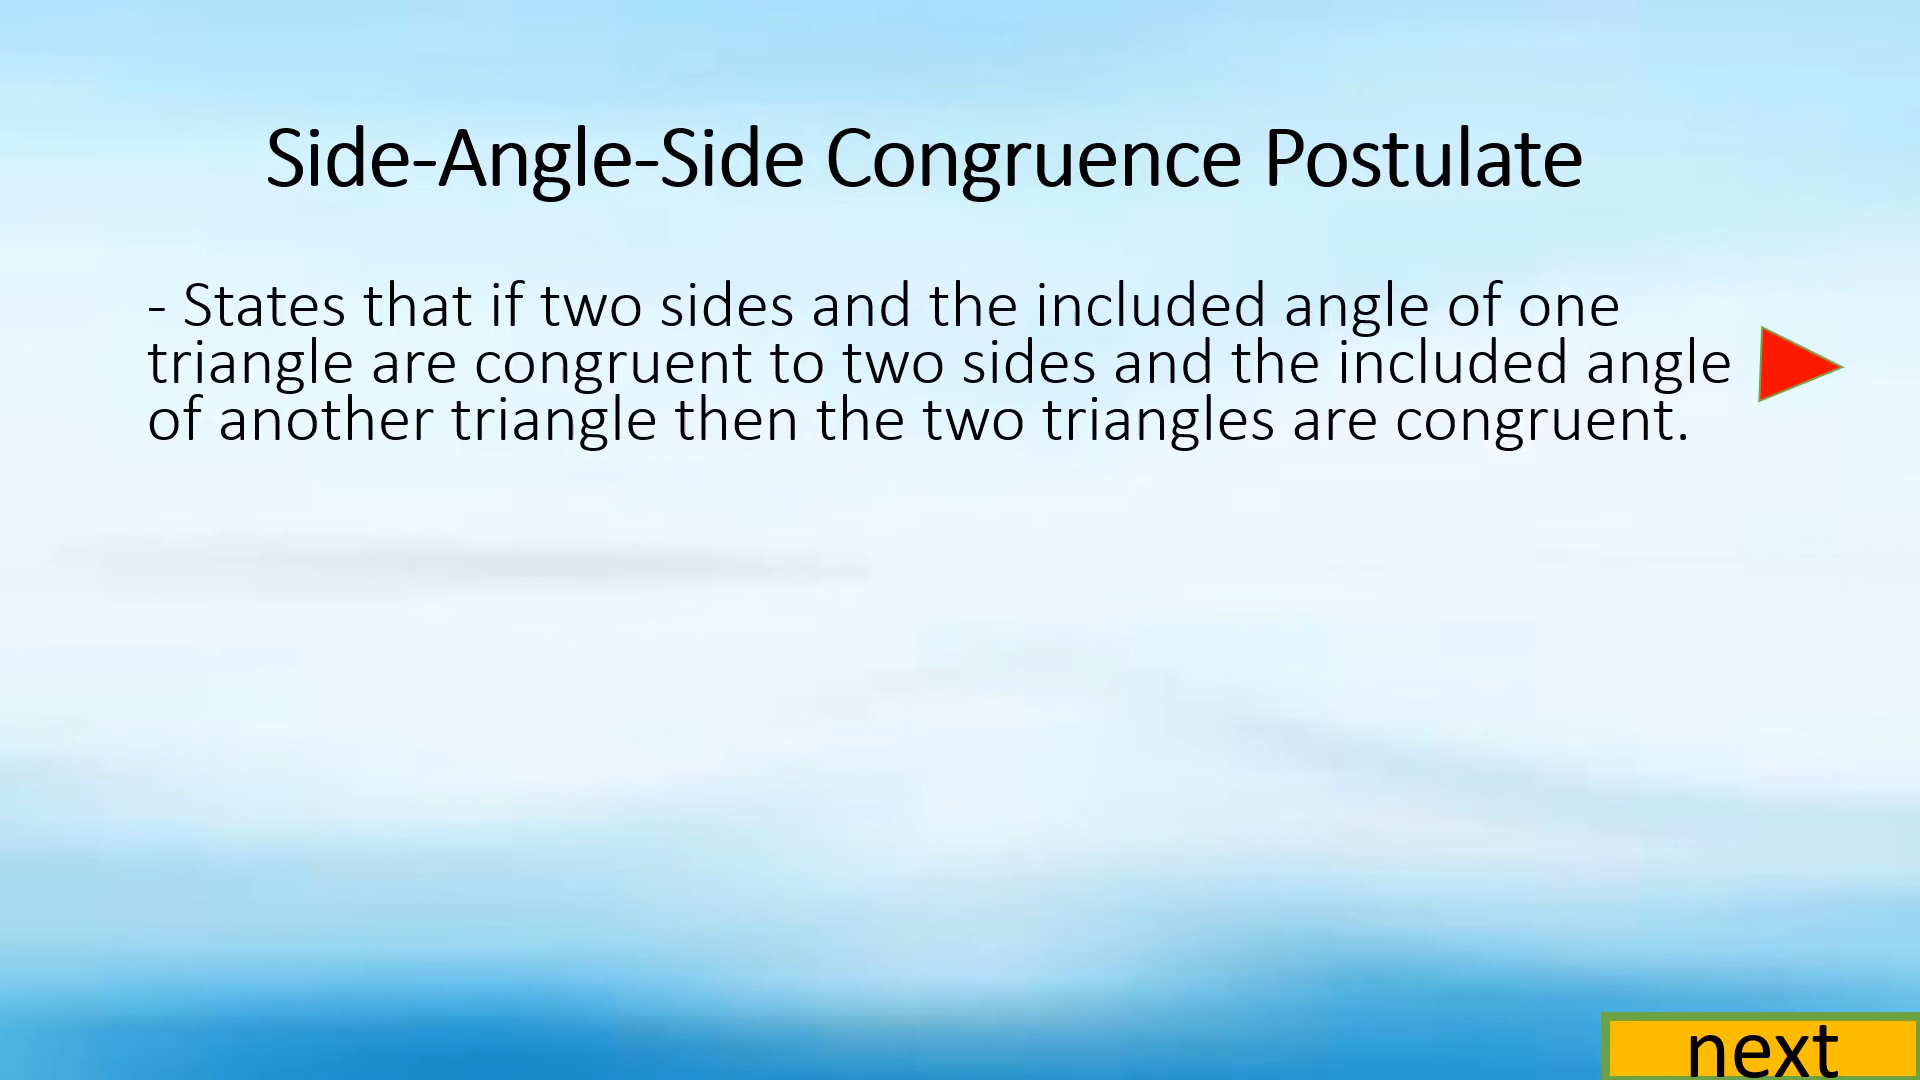 Side-Angle-Side Congruence Postulate
- States that if two sides and the included angle of one
triangle are congruent to two sides and the included angle
of another triangle then the two triangles are congruent.
next